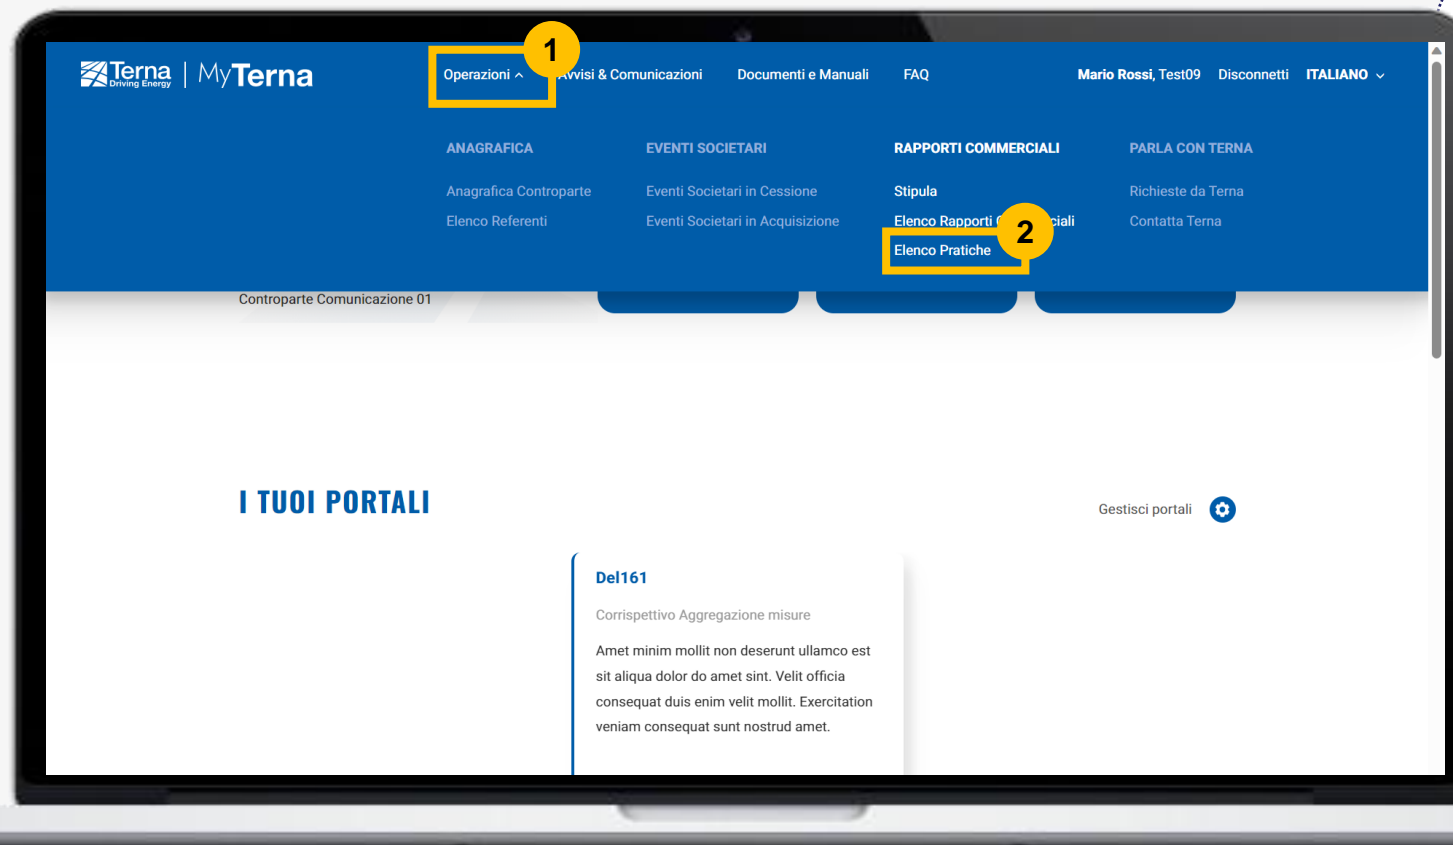 Terna
Driving Energy
MyTerna
Operazioni
1
Avvisi & Comunicazioni
Documenti e Manuali
FAQ
Mario Rossi, Test09
Disconnetti
ITALIANO
ANAGRAFICA
Anagrafica Controparte
Elenco Referenti
EVENTI SOCIETARI
Eventi Societari in Cessione
Eventi Societari in Acquisizione
RAPPORTI COMMERCIALI
Stipula
Elenco Rapporti
2
Elenco Pratiche
PARLA CON TERNA
Richieste da Terna
Contatta Terna
Controparte Comunicazione 01
I TUOI PORTALI
Gestisci portali
Del161
Corrispettivo Aggregazione misure
Amet minim mollit non deserunt ullamco est
sit aliqua dolor do amet sint. Velit officia
consequat duis enim velit mollit. Exercitation
veniam consequat sunt nostrud amet.